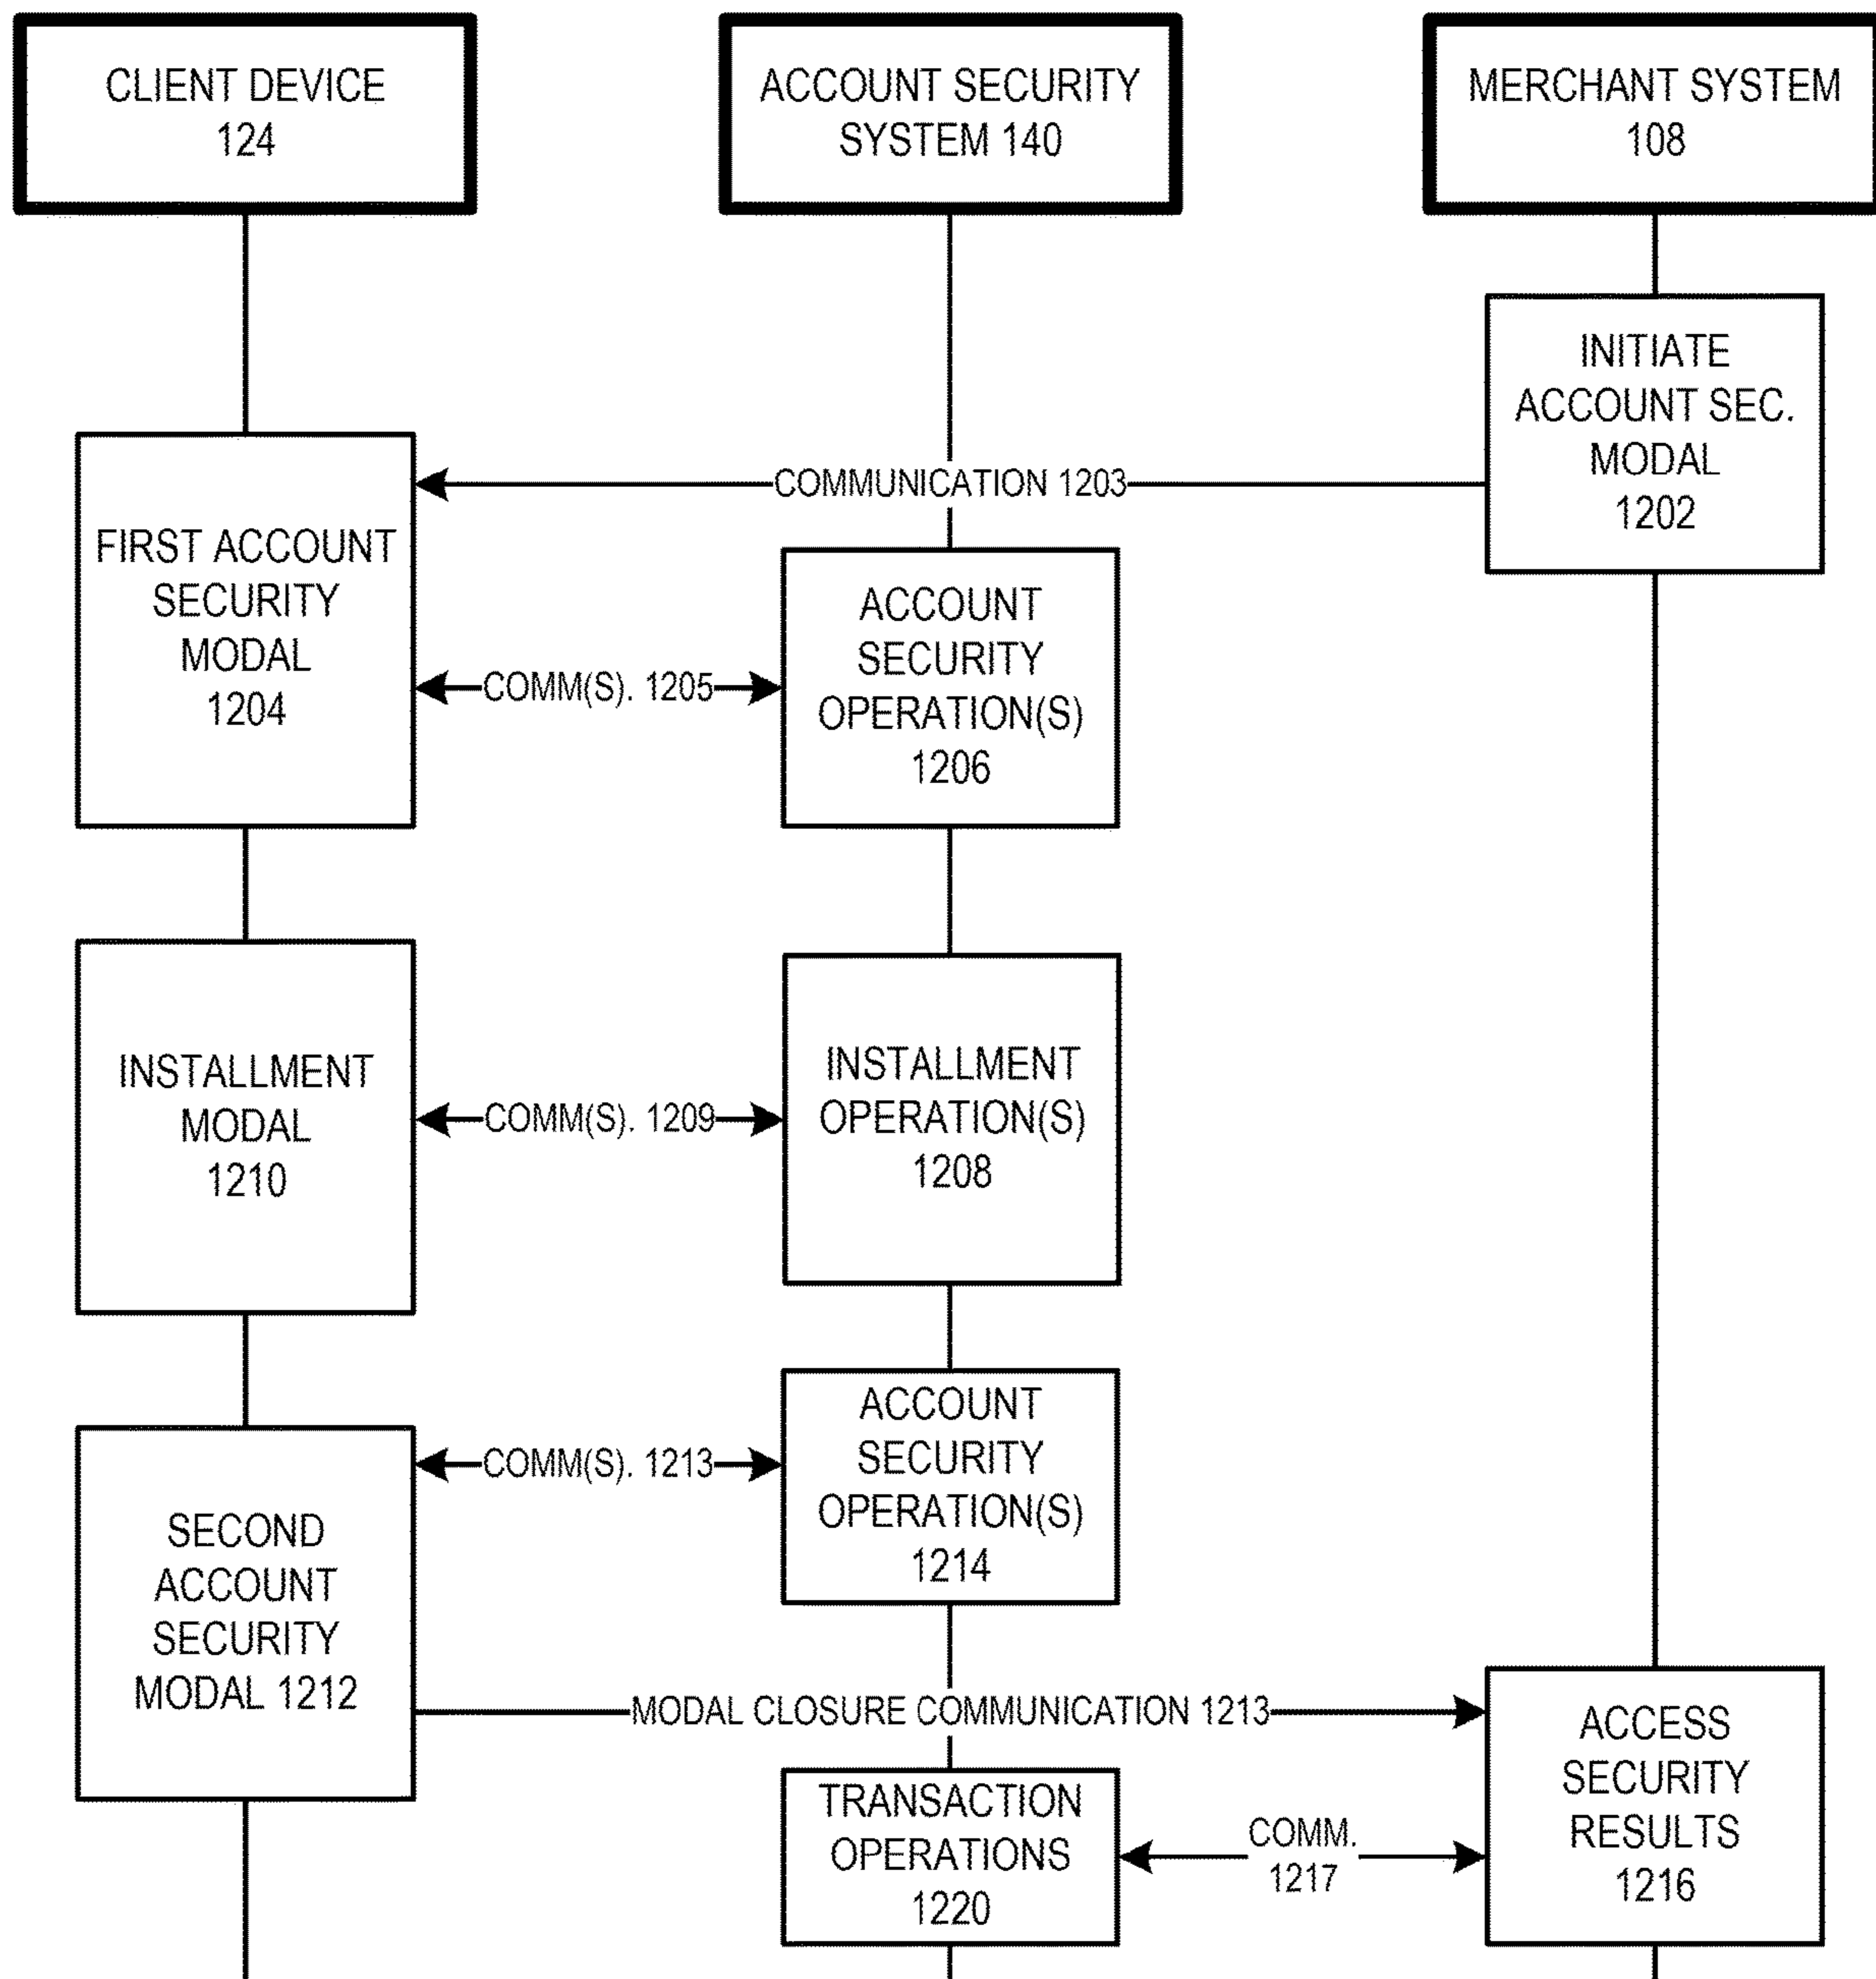 CLIENT DEVICE
124
ACCOUNT SECURITY
SYSTEM 140
MERCHANT SYSTEM
108
INITIATE
ACCOUNT SEC.
MODAL
1202
COMMUNICATION 1203
FIRST ACCOUNT
SECURITY
MODAL
1204
COMM(S). 1205
ACCOUNT
SECURITY
OPERATION(S)
1206
INSTALLMENT
MODAL
1210
COMM(S). 1209
INSTALLMENT
OPERATION(S)
1208
SECOND
ACCOUNT
SECURITY
MODAL 1212
COMM(S). 1213
ACCOUNT
SECURITY
OPERATION(S)
1214
MODAL CLOSURE COMMUNICATION 1213
TRANSACTION
OPERATIONS
1220
COMM.
1217
ACCESS
SECURITY
RESULTS
1216